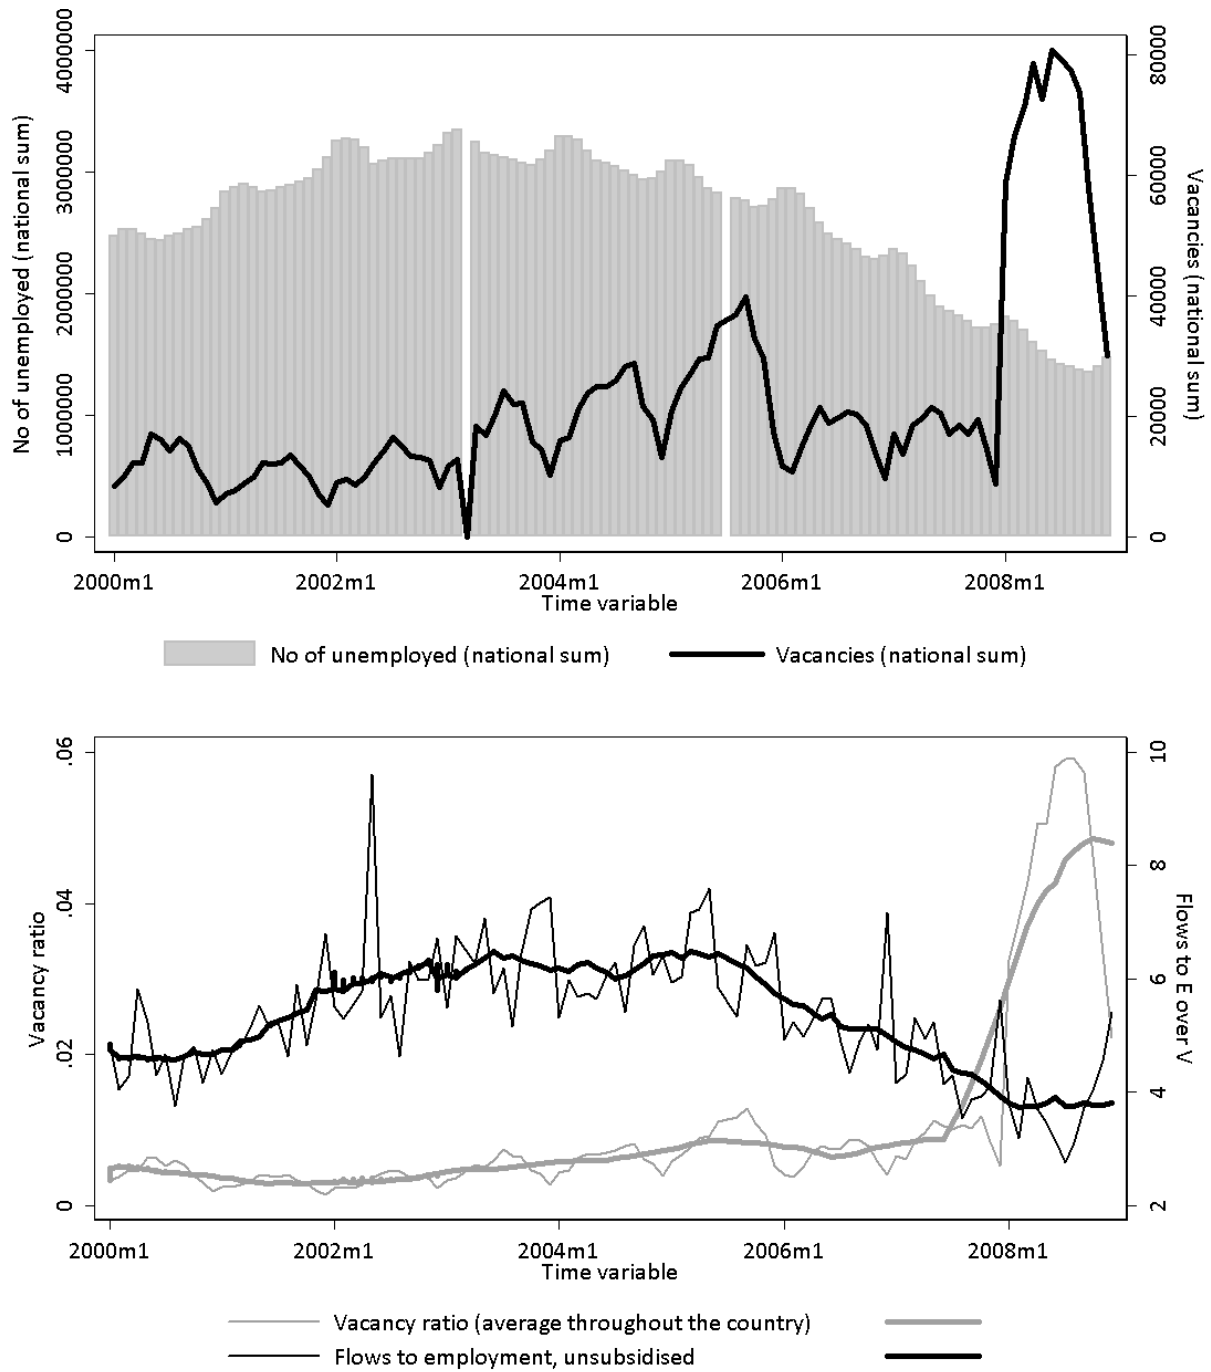 No of unemployed (national sum)
0 1000000 2000000 3000000 4000000
Vacancies (national sum)
0 20000 40000 60000 80000
2000m1 2002m1 2004m1 2006m1 2008m1
Time variable
No of unemployed (national sum) Vacancies (national sum)
Vacancy ratio
0 .02 .04 .06
Flows to E over V
2 4 6 8 10
2000m1 2002m1 2004m1 2006m1 2008m1
Time variable
Vacancy ratio (average throughout the country)
Flows to employment, unsubsidised